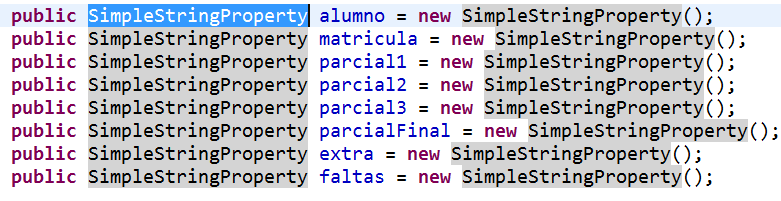 public SimpleStringProperty alumno = new SimpleStringProperty();
public SimpleStringProperty matricula = new SimpleStringProperty();
public SimpleStringProperty parcial1 = new SimpleStringProperty();
public SimpleStringProperty parcial2 = new SimpleStringProperty();
public SimpleStringProperty parcial3 = new SimpleStringProperty();
public SimpleStringProperty parcialFinal = new SimpleStringProperty();
public SimpleStringProperty extra = new SimpleStringProperty();
public SimpleStringProperty faltas = new SimpleStringProperty();